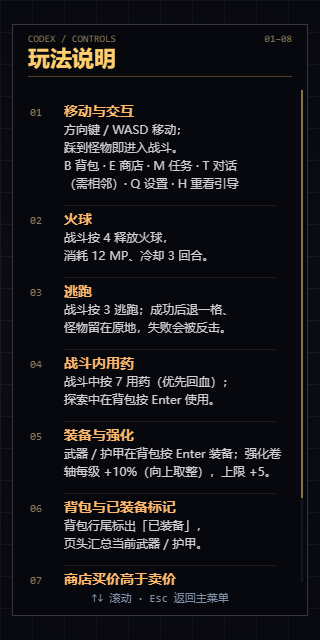 CODEX / CONTROLS
01–08
玩法说明
01
移动与交互
方向键 / WASD 移动；
踩到怪物即进入战斗。
B 背包 · E 商店 · M 任务 · T 对话
（需相邻）· Q 设置 · H 重看引导
02
火球
战斗按 4 释放火球，
消耗 12 MP、冷却 3 回合。
03
逃跑
战斗按 3 逃跑；成功后退一格、
怪物留在原地，失败会被反击。
04
战斗内用药
战斗中按 7 用药（优先回血）；
探索中在背包按 Enter 使用。
05
装备与强化
武器 / 护甲在背包按 Enter 装备；强化卷
轴每级 +10%（向上取整），上限 +5。
06
背包与已装备标记
背包行尾标出「已装备」，
页头汇总当前武器 / 护甲。
07
商店买价高于卖价
↑↓ 滚动 · Esc 返回主菜单